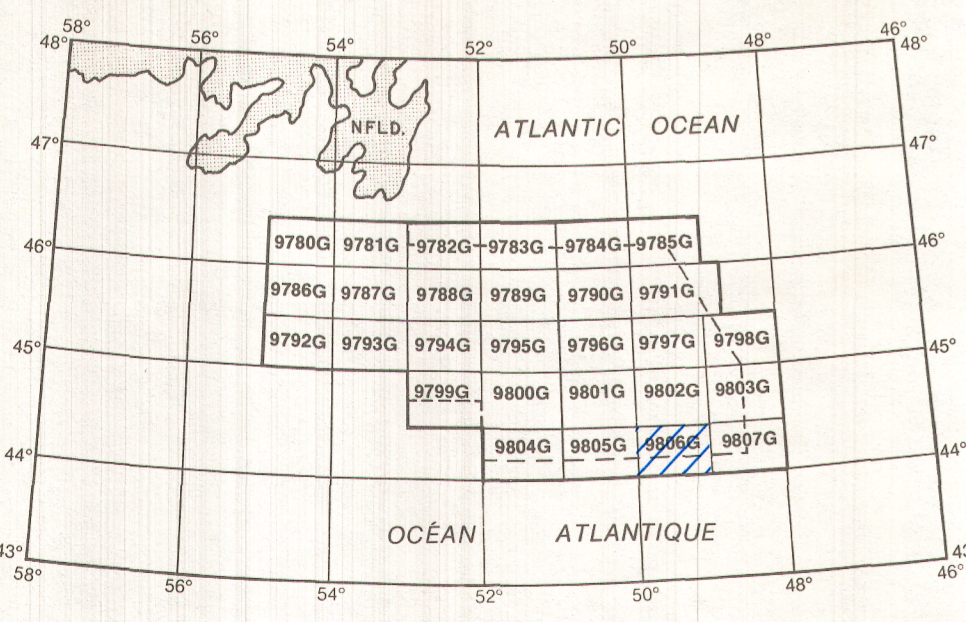 58° 56° 54° 52° 50° 48° 46°
48° 48°
NFLD. ATLANTIC OCEAN
47° 47°
46° 9780G 9781G 9782G 9783G 9784G 9785G 46°
9786G 9787G 9788G 9789G 9790G 9791G
45° 9792G 9793G 9794G 9795G 9796G 9797G 9798G 45°
9799G 9800G 9801G 9802G 9803G
44° 9804G 9805G 9806G 9807G 44°
OCÉAN ATLANTIQUE
58° 56° 54° 52° 50° 48° 46°